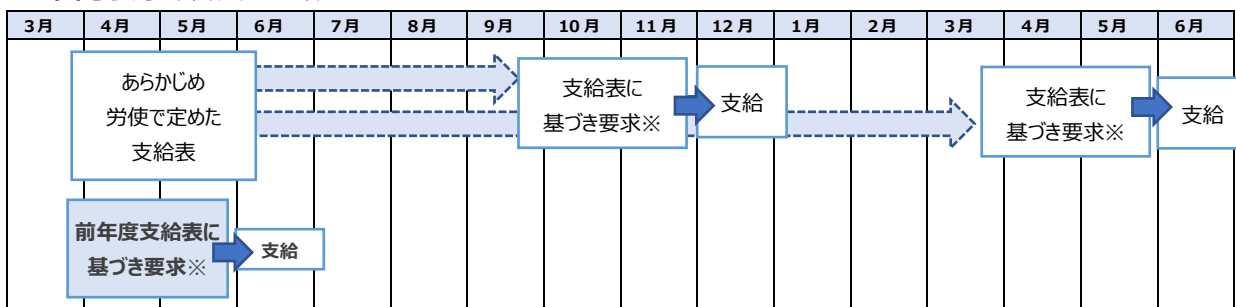 3月 4月 5月 6月 7月 8月 9月 10月 11月 12月 1月 2月 3月 4月 5月 6月
あらかじめ
労使で定めた
支給表
支給表に
基づき要求※
支給
支給表に
基づき要求※
支給
前年度支給表に
基づき要求※
支給